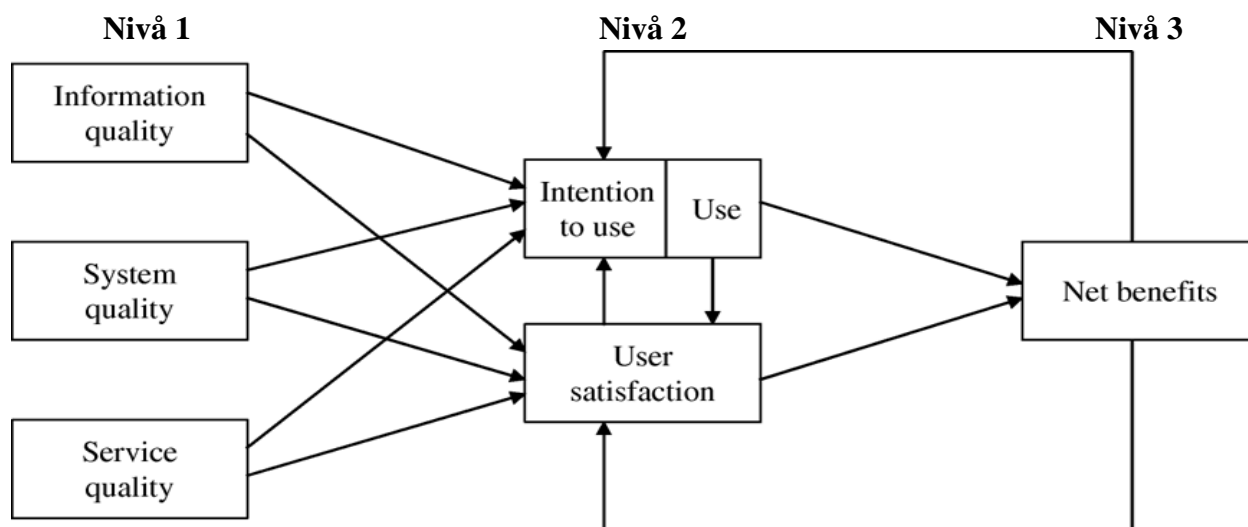 Nivå 1
Nivå 2
Nivå 3
Information
quality
System
quality
Service
quality
Intention
to use
Use
User
satisfaction
Net benefits